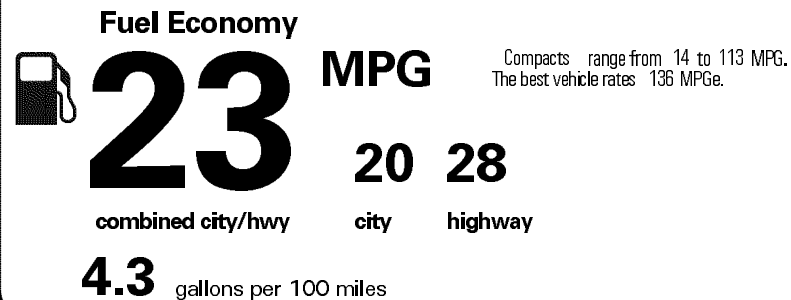 Fuel Economy
23 MPG
Compacts range from 14 to 113 MPG.
The best vehicle rates 136 MPGe.
20 28
combined city/hwy city highway
4.3 gallons per 100 miles